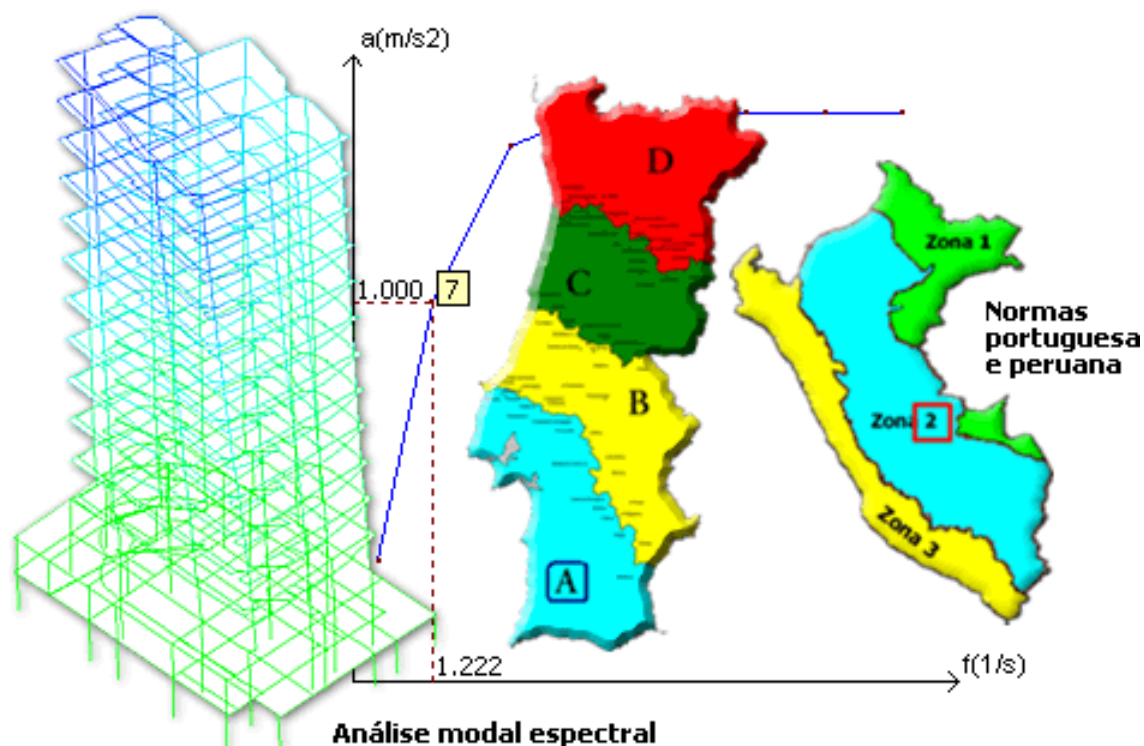 a(m/s2)
D
Zona 1
C
1.000
7
Normas
portuguesa
e peruana
B
Zona 2
Zona 3
A
1.222
f(1/s)
Análise modal espectral